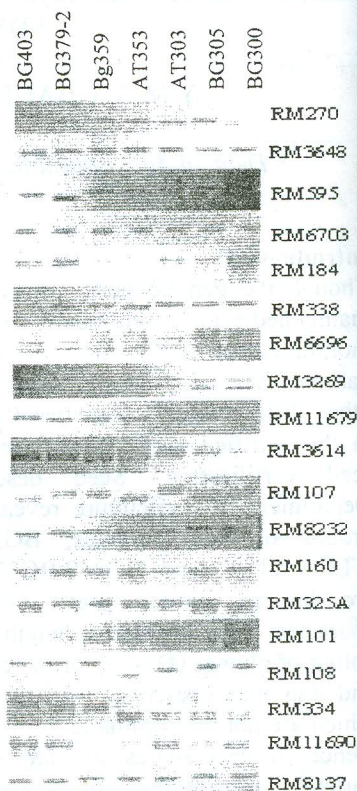 BG403
BG379-2
Bg359
AT353
AT303
BG305
BG300
RM270
RM3648
RM595
RM6703
RM184
RM338
RM6696
RM3269
RM11679
RM3614
RM107
RM8232
RM160
RM325A
RM101
RM108
RM334
RM11690
RM8137